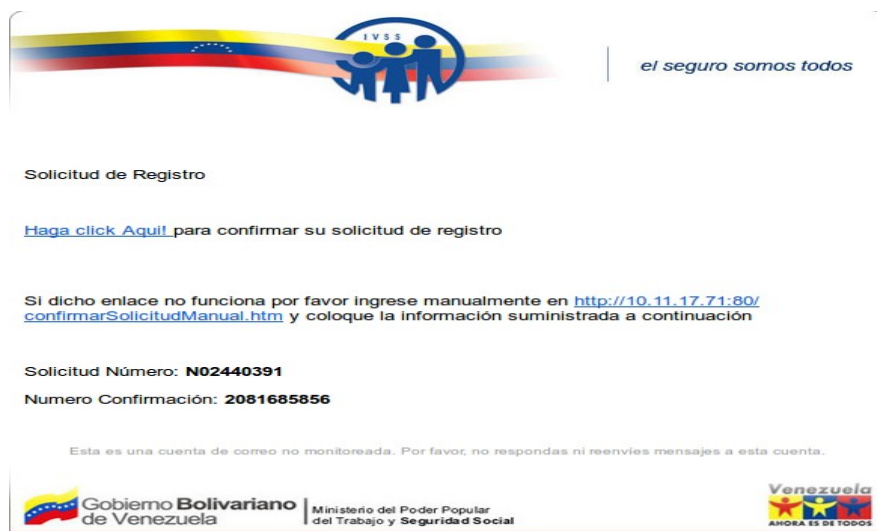 IVSS
el seguro somos todos
Solicitud de Registro
Haga click Aqui! para confirmar su solicitud de registro
Si dicho enlace no funciona por favor ingrese manualmente en http://10.11.17.71:80/
confirmarSolicitudManual.htm y coloque la información suministrada a continuación
Solicitud Número: N02440391
Numero Confirmación: 2081685856
Esta es una cuenta de correo no monitoreada. Por favor, no respondas ni reenvíes mensajes a esta cuenta.
Gobierno Bolivariano
de Venezuela
Ministerio del Poder Popular
del Trabajo y Seguridad Social
Venezuela
AHORA ES DE TODOS